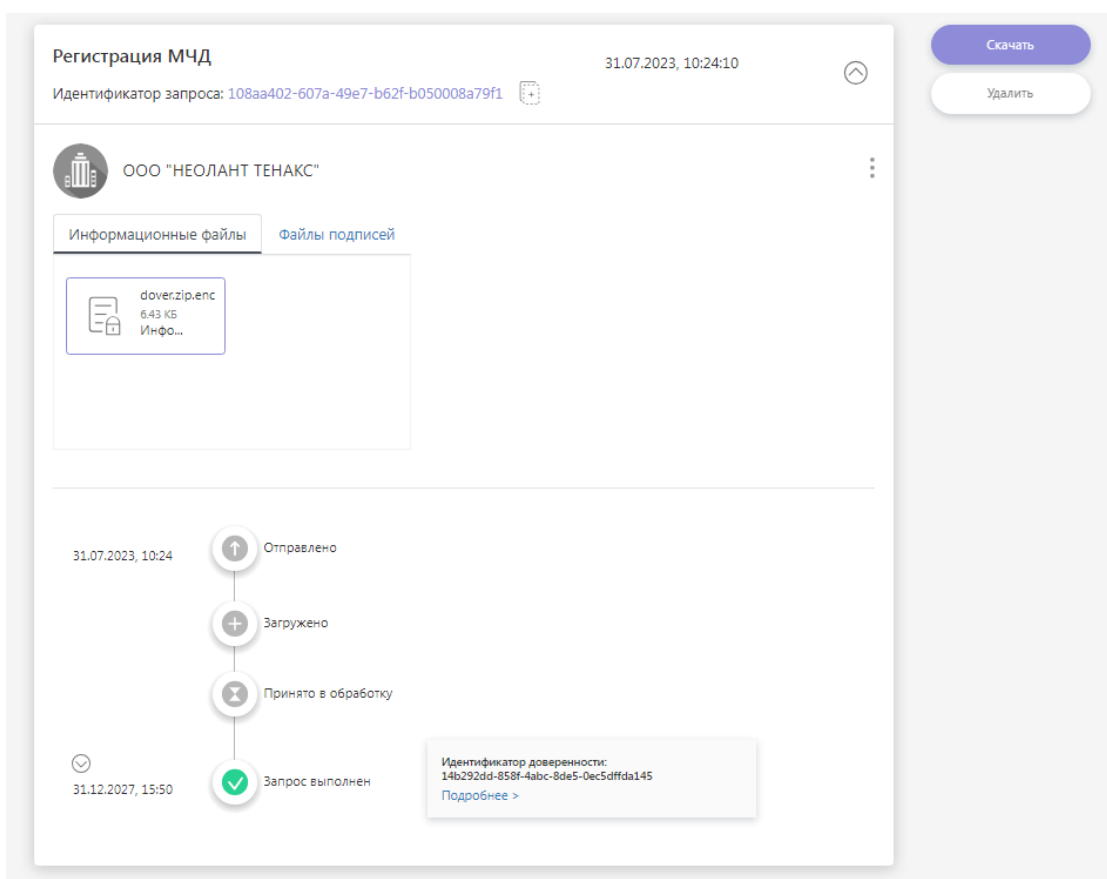 Регистрация МЧД
31.07.2023, 10:24:10
Идентификатор запроса: 108aa402-607a-49e7-b62f-b050008a79f1
Скачать
Удалить
ООО "НЕОЛАНТ ТЕНАКС"
Информационные файлы
Файлы подписей
dover.zip.enc
6.43 КБ
Инфо...
31.07.2023, 10:24
Отправлено
Загружено
Принято в обработку
31.12.2027, 15:50
Запрос выполнен
Идентификатор доверенности:
14b292dd-858f-4abc-8de5-0ec5dffda145
Подробнее >